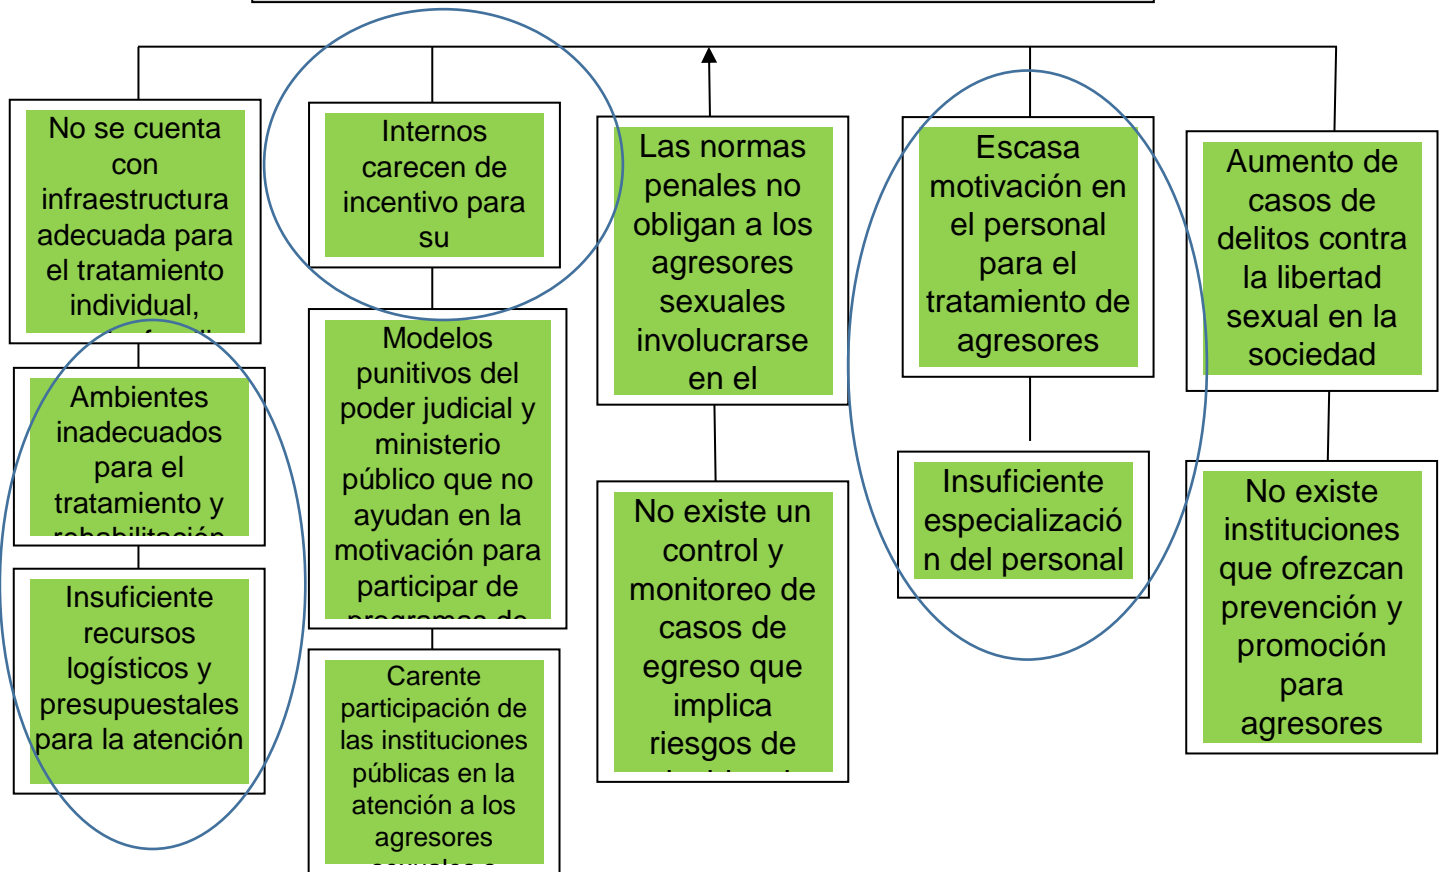 No se cuenta
con
infraestructura
adecuada para
el tratamiento
individual,
Ambientes
inadecuados
para el
tratamiento y
rehabilitación
Insuficiente
recursos
logísticos y
presupuestales
para la atención
Internos
carecen de
incentivo para
su
Modelos
punitivos del
poder judicial y
ministerio
público que no
ayudan en la
motivación para
participar de
programas de
Carente
participación de
las instituciones
públicas en la
atención a los
agresores
sexuales
Las normas
penales no
obligan a los
agresores
sexuales
involucrarse
en el
No existe un
control y
monitoreo de
casos de
egreso que
implica
riesgos de
Escasa
motivación en
el personal
para el
tratamiento de
agresores
Insuficiente
especializació
n del personal
Aumento de
casos de
delitos contra
la libertad
sexual en la
sociedad
No existe
instituciones
que ofrezcan
prevención y
promoción
para
agresores